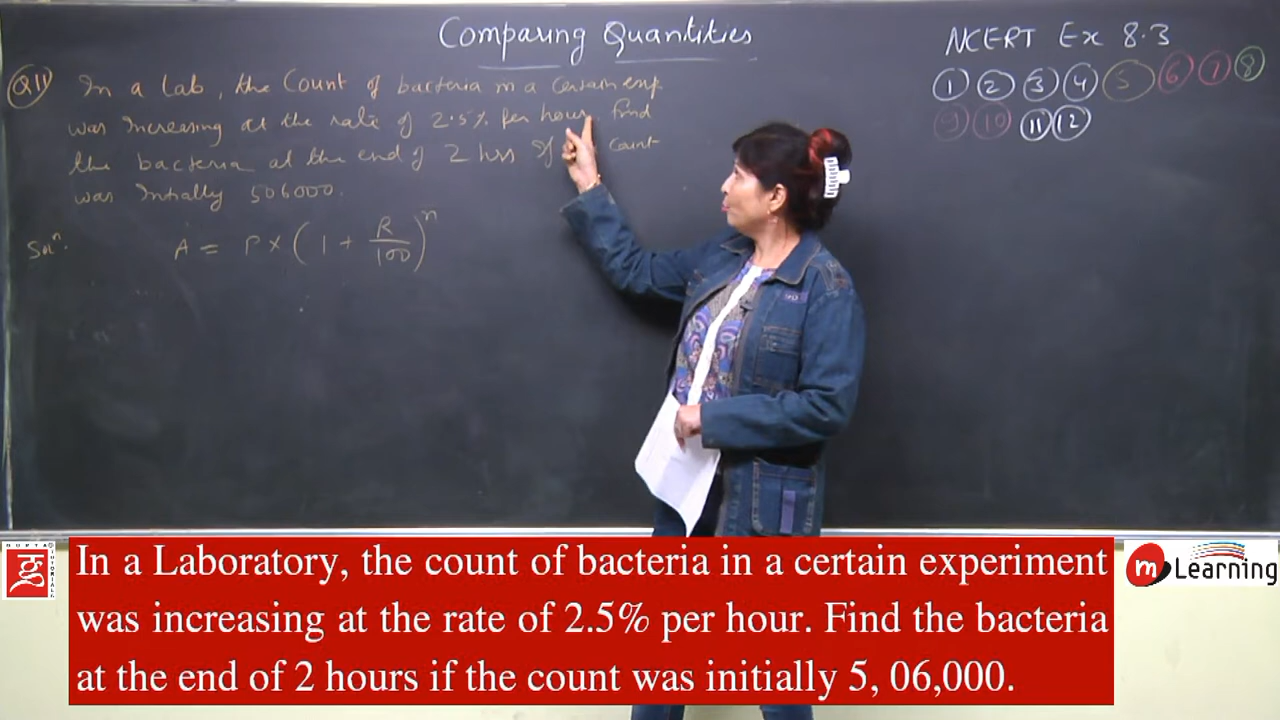 Comparing Quantities
NCERT Ex 8.3
1 2 3 4 5 6 7 8
9 10 11 12
Q11 In a Lab, the Count of bacteria in a certain exp.
was Increasing at the rate of 2.5% per hour. Find
the bacteria at the end of 2 hrs If count
was Initially 506000.
Solⁿ. A = P × (1 + R/100)ⁿ
In a Laboratory, the count of bacteria in a certain experiment
was increasing at the rate of 2.5% per hour. Find the bacteria
at the end of 2 hours if the count was initially 5, 06,000.
m Learning